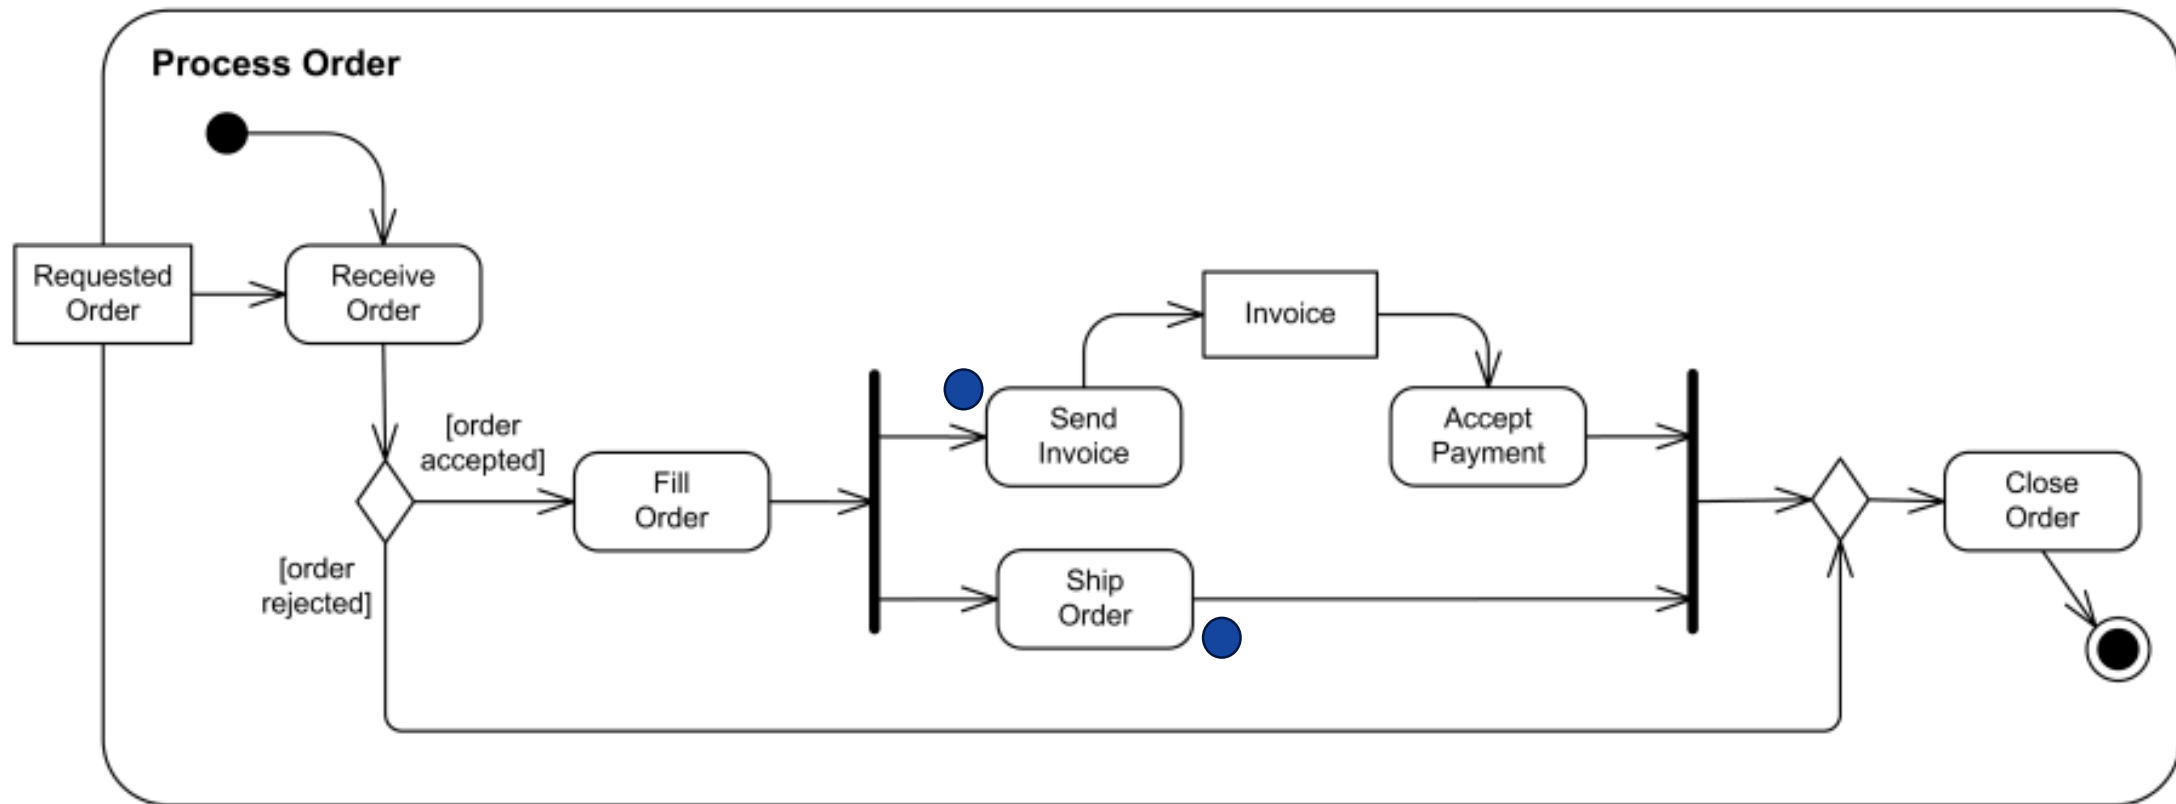 Process Order
Requested
Order
Receive
Order
[order
accepted]
[order
rejected]
Fill
Order
Send
Invoice
Invoice
Accept
Payment
Ship
Order
Close
Order